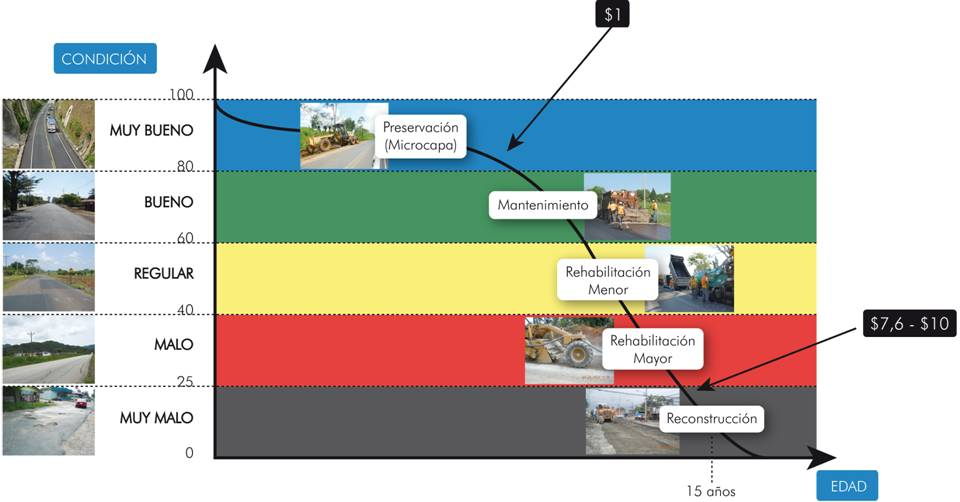 $1
CONDICIÓN
100
MUY BUENO
Preservación
(Microcapa)
80
BUENO
Mantenimiento
60
REGULAR
Rehabilitación
Menor
40
$7,6 - $10
MALO
Rehabilitación
Mayor
25
MUY MALO
Reconstrucción
0
15 años
EDAD